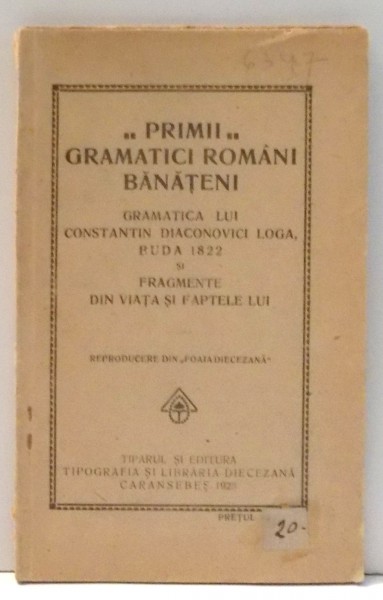 6347
„ PRIMII „
GRAMATICI ROMÂNI
BĂNĂȚENI
GRAMATICA LUI
CONSTANTIN DIACONOVICI LOGA,
BUDA 1822
ȘI
FRAGMENTE
DIN VIAȚA ȘI FAPTELE LUI
REPRODUCERE DIN „FOAIA DIECEZANĂ"
TIPARUL ȘI EDITURA
TIPOGRAFIA ȘI LIBRĂRIA DIECEZANĂ
CARANSEBEȘ
PREȚUL
20.-